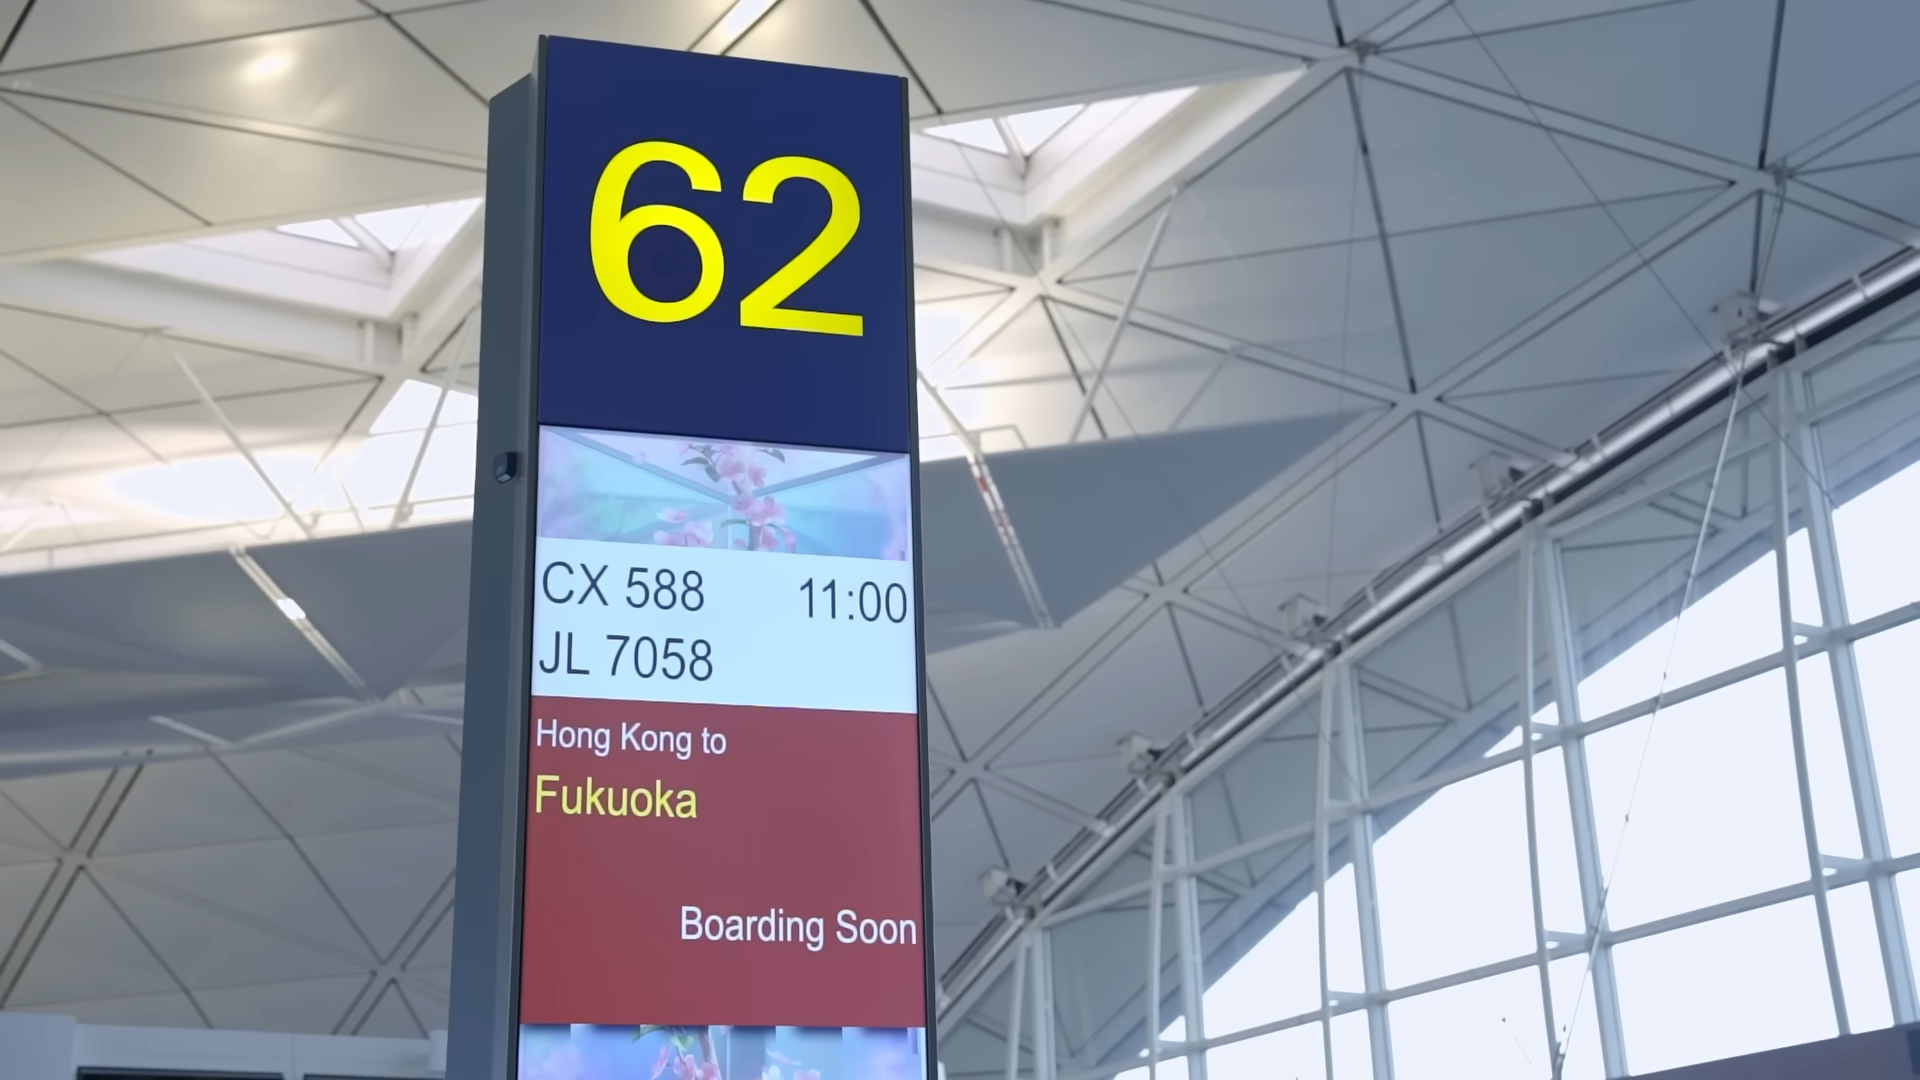 62
CX 588 11:00
JL 7058
Hong Kong to
Fukuoka
Boarding Soon